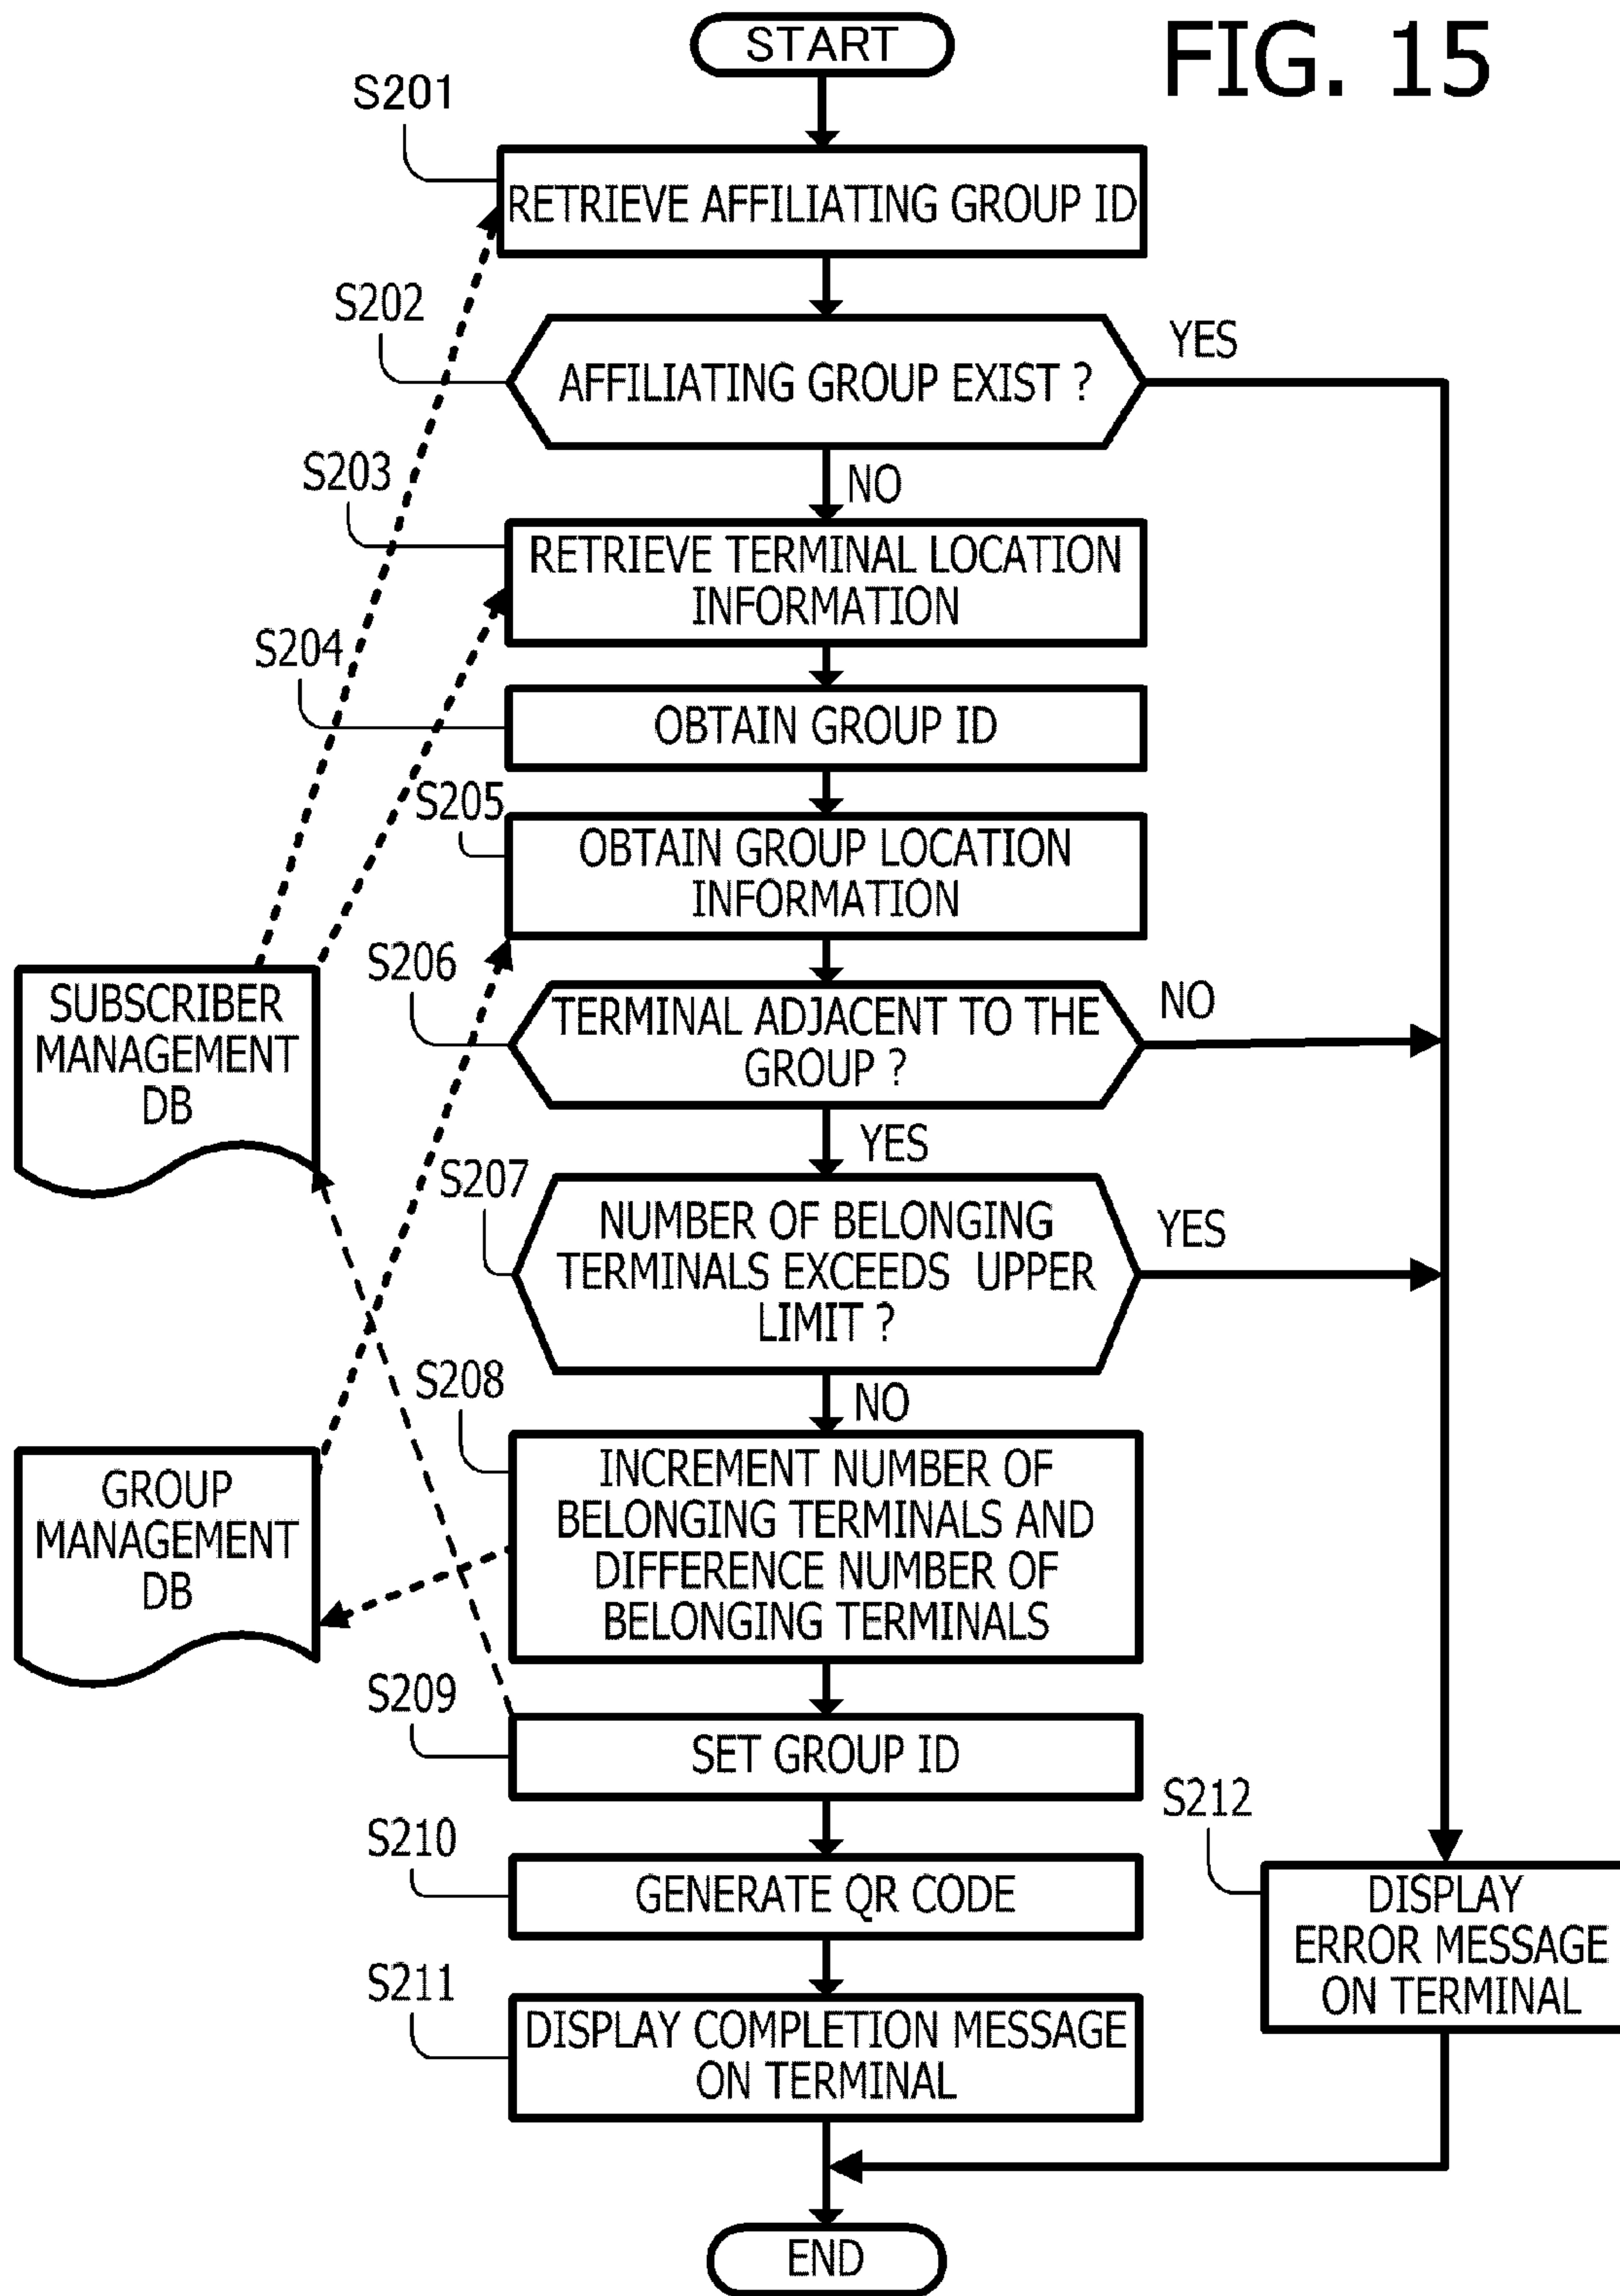 FIG. 15
START
S201
RETRIEVE AFFILIATING GROUP ID
S202
AFFILIATING GROUP EXIST ?
YES
NO
S203
RETRIEVE TERMINAL LOCATION
INFORMATION
S204
OBTAIN GROUP ID
S205
OBTAIN GROUP LOCATION
INFORMATION
S206
TERMINAL ADJACENT TO THE
GROUP ?
NO
YES
SUBSCRIBER
MANAGEMENT
DB
S207
NUMBER OF BELONGING
TERMINALS EXCEEDS UPPER
LIMIT ?
YES
NO
S208
INCREMENT NUMBER OF
BELONGING TERMINALS AND
DIFFERENCE NUMBER OF
BELONGING TERMINALS
GROUP
MANAGEMENT
DB
S209
SET GROUP ID
S210
GENERATE QR CODE
S211
DISPLAY COMPLETION MESSAGE
ON TERMINAL
S212
DISPLAY
ERROR MESSAGE
ON TERMINAL
END